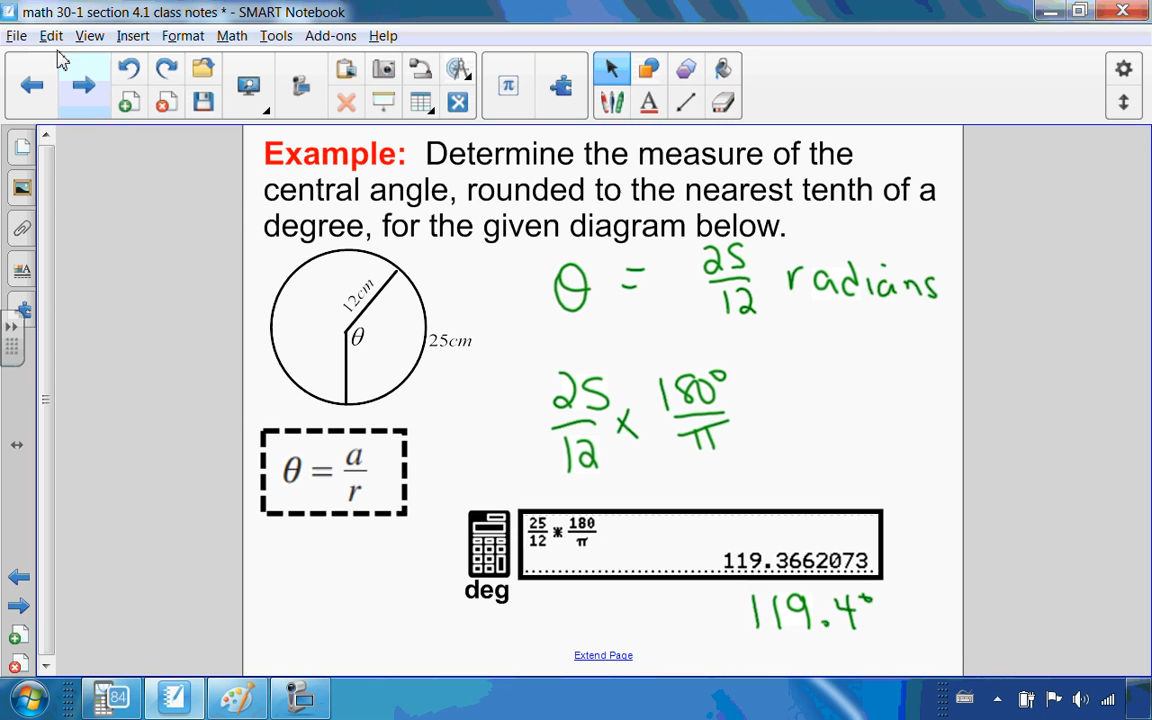 math 30-1 section 4.1 class notes * - SMART Notebook
File Edit View Insert Format Math Tools Add-ons Help
π
A
Example: Determine the measure of the
central angle, rounded to the nearest tenth of a
degree, for the given diagram below.
12cm
θ
25cm
θ = 25/12 radians
25/12 × 180°/π
θ = a/r
25/12 * 180/π
119.3662073
deg
119.4°
Extend Page
84